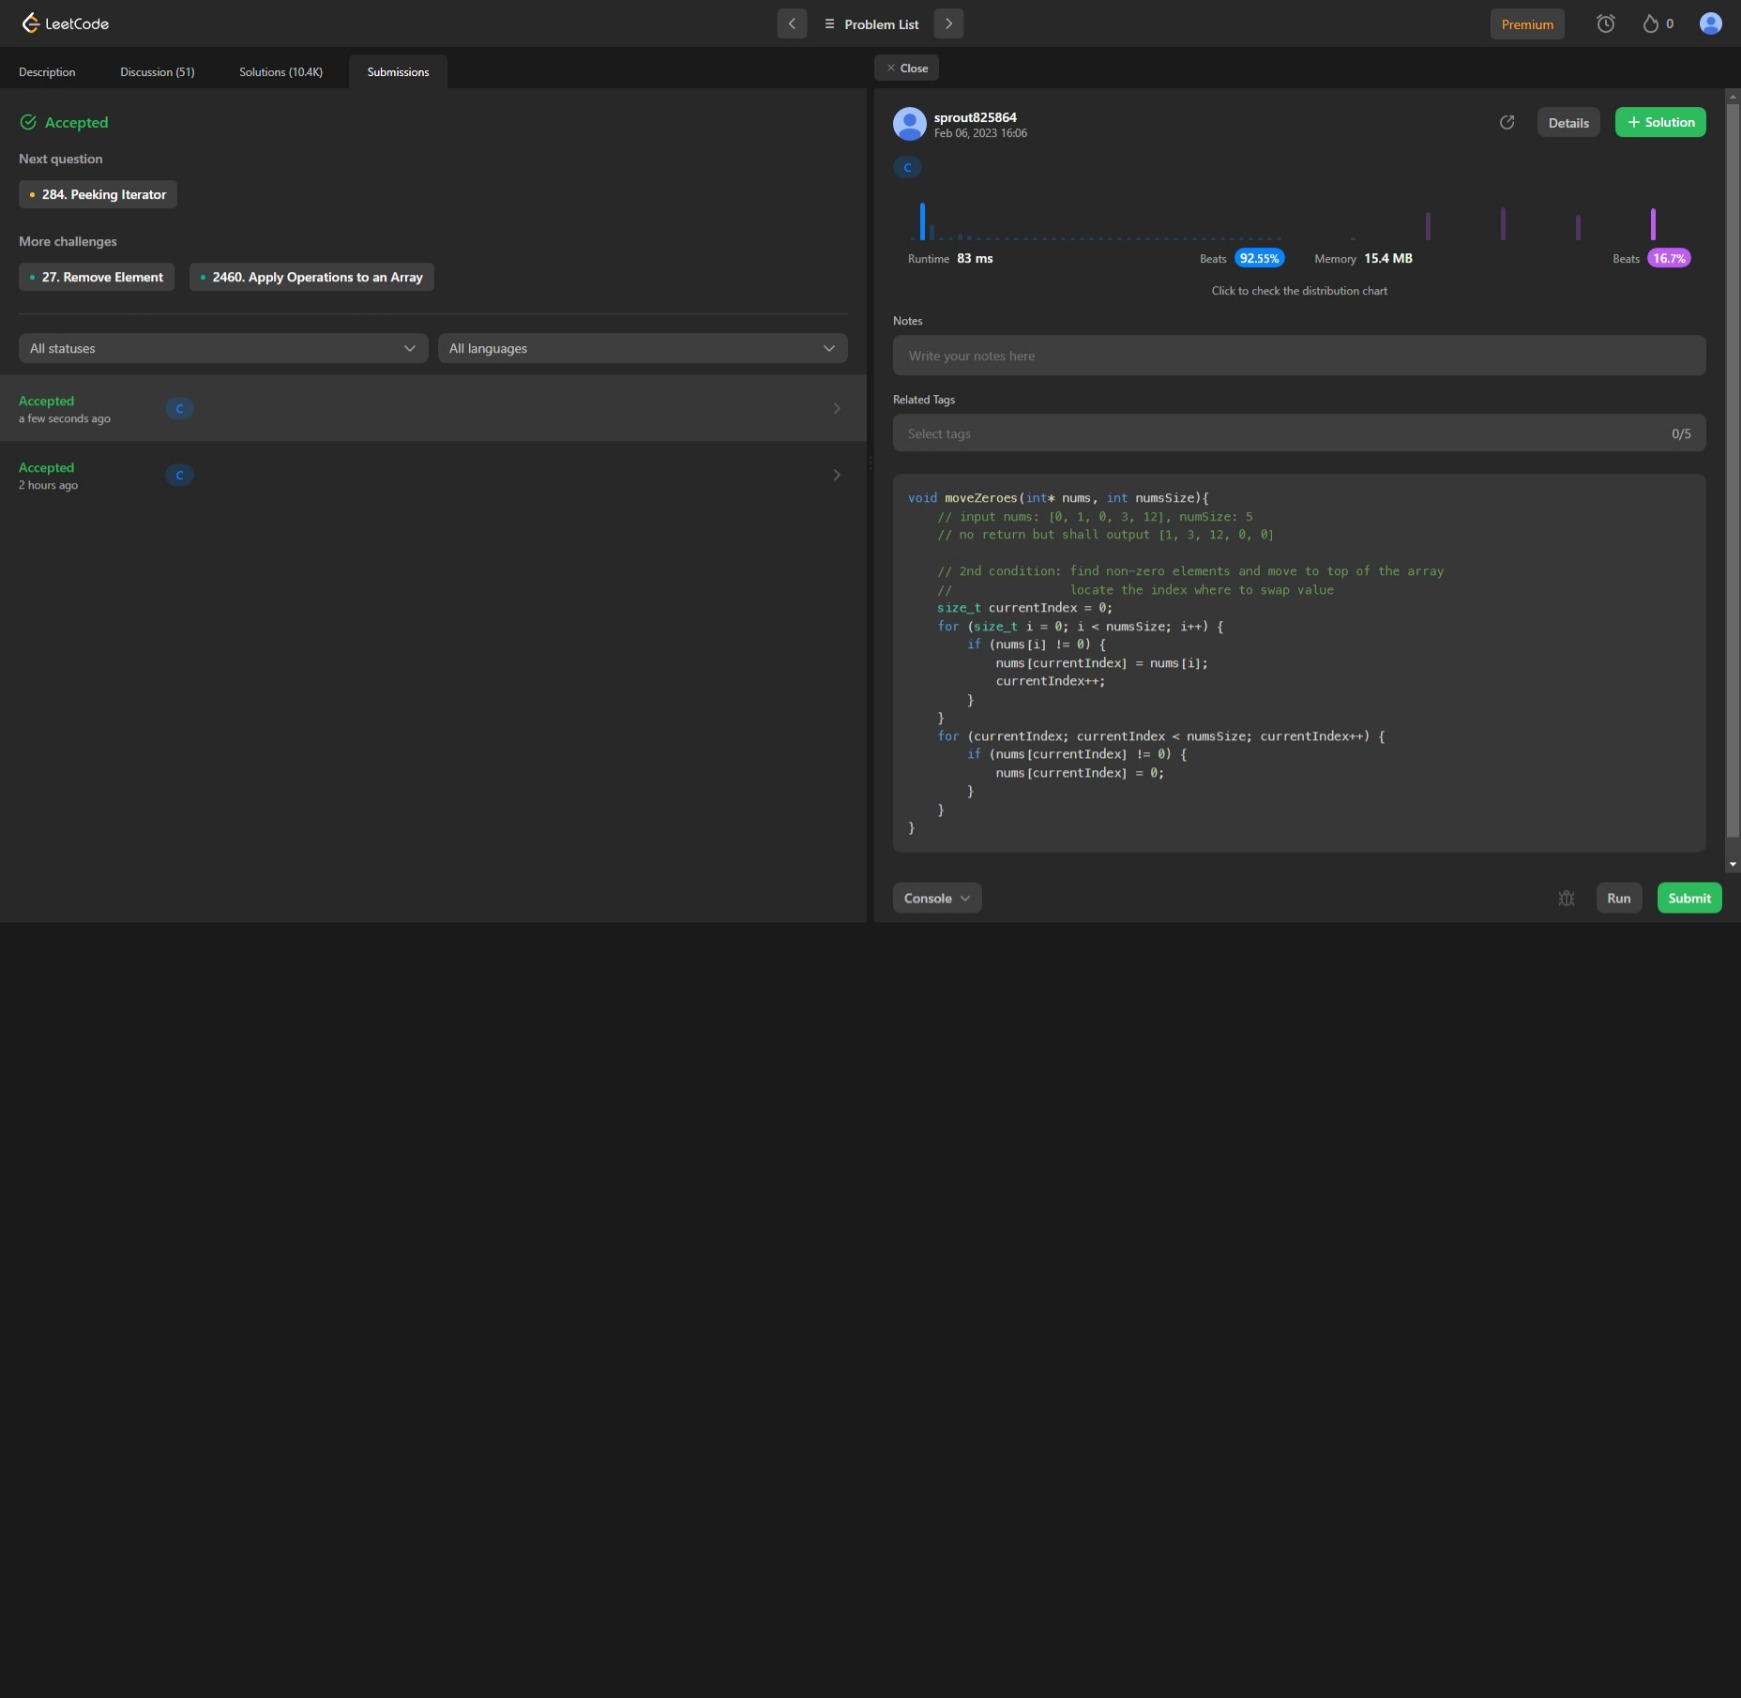 LeetCode
Problem List
Premium
0
Description
Discussion (51)
Solutions (10.4K)
Submissions
Accepted
Next question
284. Peeking Iterator
More challenges
27. Remove Element
2460. Apply Operations to an Array
All statuses
All languages
Accepted
a few seconds ago
C
Accepted
2 hours ago
C
Close
sprout825864
Feb 06, 2023 16:06
Details
+ Solution
C
Runtime 83 ms
Beats 92.55%
Memory 15.4 MB
Beats 16.7%
Click to check the distribution chart
Notes
Write your notes here
Related Tags
Select tags
0/5
void moveZeroes(int* nums, int numsSize){
    // input nums: [0, 1, 0, 3, 12], numSize: 5
    // no return but shall output [1, 3, 12, 0, 0]
    // 2nd condition: find non-zero elements and move to top of the array
    //                locate the index where to swap value
    size_t currentIndex = 0;
    for (size_t i = 0; i < numsSize; i++) {
        if (nums[i] != 0) {
            nums[currentIndex] = nums[i];
            currentIndex++;
        }
    }
    for (currentIndex; currentIndex < numsSize; currentIndex++) {
        if (nums[currentIndex] != 0) {
            nums[currentIndex] = 0;
        }
    }
}
Console
Run
Submit